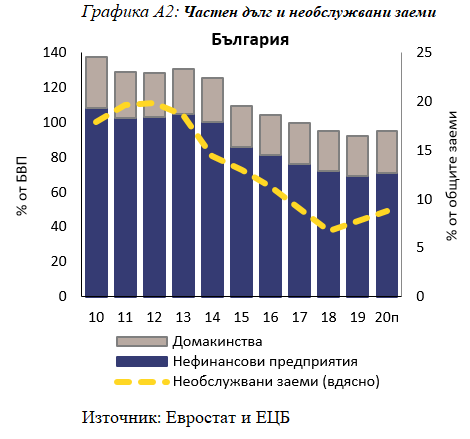 Графика А2: Частен дълг и необслужвани заеми
България
% от БВП
140
120
100
80
60
40
20
0
% от общите заеми
25
20
15
10
5
0
10 11 12 13 14 15 16 17 18 19 20п
Домакинства
Нефинансови предприятия
Необслужвани заеми (вдясно)
Източник: Евростат и ЕЦБ